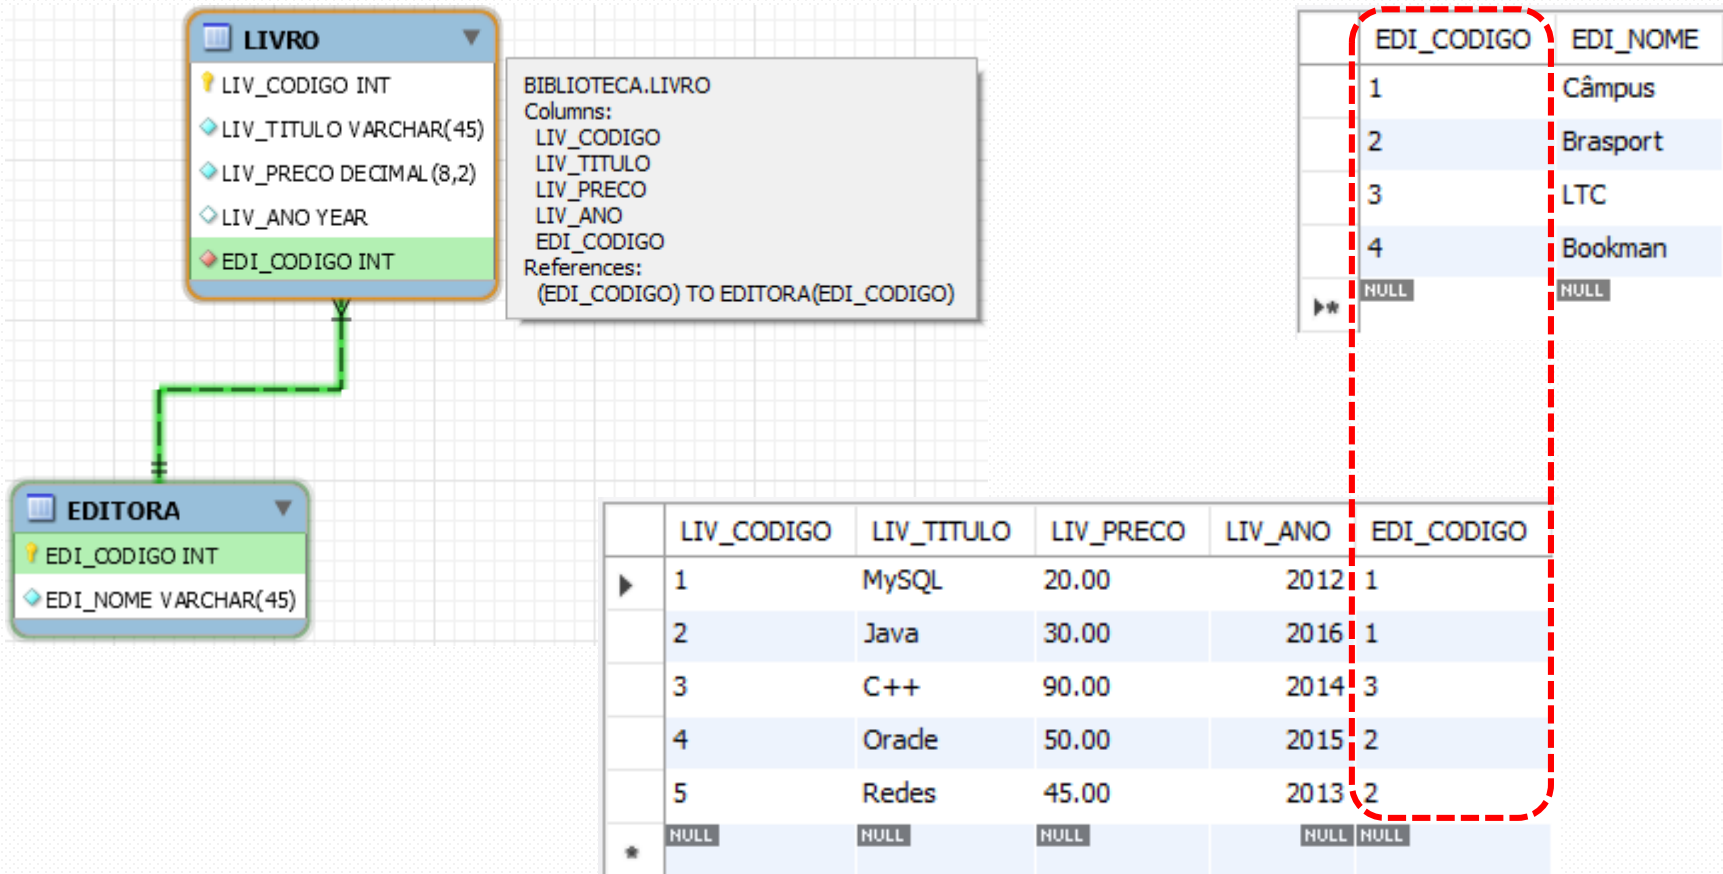 LIVRO
LIV_CODIGO INT
LIV_TITULO VARCHAR(45)
LIV_PRECO DECIMAL(8,2)
LIV_ANO YEAR
EDI_CODIGO INT
BIBLIOTECA.LIVRO
Columns:
LIV_CODIGO
LIV_TITULO
LIV_PRECO
LIV_ANO
EDI_CODIGO
References:
(EDI_CODIGO) TO EDITORA(EDI_CODIGO)
EDI_CODIGO EDI_NOME
1 Câmpus
2 Brasport
3 LTC
4 Bookman
NULL NULL
EDITORA
EDI_CODIGO INT
EDI_NOME VARCHAR(45)
LIV_CODIGO LIV_TITULO LIV_PRECO LIV_ANO EDI_CODIGO
1 MySQL 20.00 2012 1
2 Java 30.00 2016 1
3 C++ 90.00 2014 3
4 Oracle 50.00 2015 2
5 Redes 45.00 2013 2
NULL NULL NULL NULL NULL